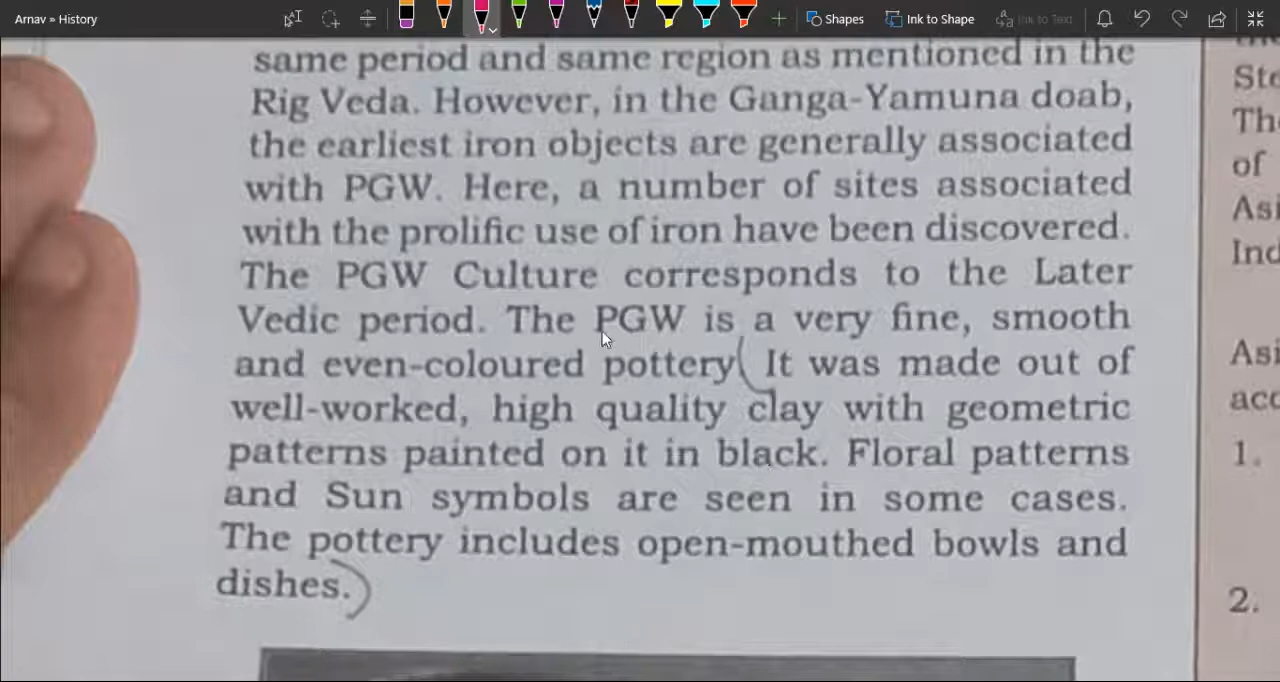 Arnav » History
Shapes
Ink to Shape
Ink to Text
same period and same region as mentioned in the
Rig Veda. However, in the Ganga-Yamuna doab,
the earliest iron objects are generally associated
with PGW. Here, a number of sites associated
with the prolific use of iron have been discovered.
The PGW Culture corresponds to the Later
Vedic period. The PGW is a very fine, smooth
and even-coloured pottery It was made out of
well-worked, high quality clay with geometric
patterns painted on it in black. Floral patterns
and Sun symbols are seen in some cases.
The pottery includes open-mouthed bowls and
dishes.
of
1.
2.